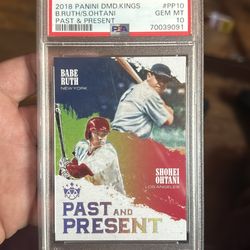 2018 PANINI DMD.KINGS #PP10
B.RUTH/S.OHTANI GEM MT
PAST & PRESENT 10
PSA 70039091
BABE
RUTH
NEW YORK
SHOHEI
OHTANI
LOS ANGELES
PAST AND
PRESENT